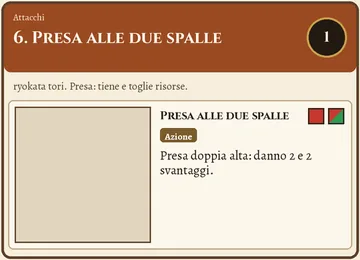 Attacchi
6. Presa alle due spalle
1
ryokata tori. Presa: tiene e toglie risorse.
Presa alle due spalle
Azione
Presa doppia alta: danno 2 e 2
svantaggi.